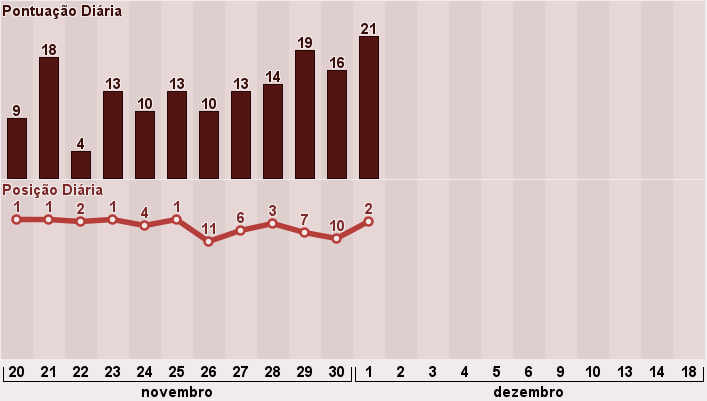 Pontuação Diária
9 18 4 13 10 13 10 13 14 19 16 21
Posição Diária
1 1 2 1 4 1 11 6 3 7 10 2
20 21 22 23 24 25 26 27 28 29 30 1 2 3 4 5 6 9 10 13 14 18
novembro dezembro